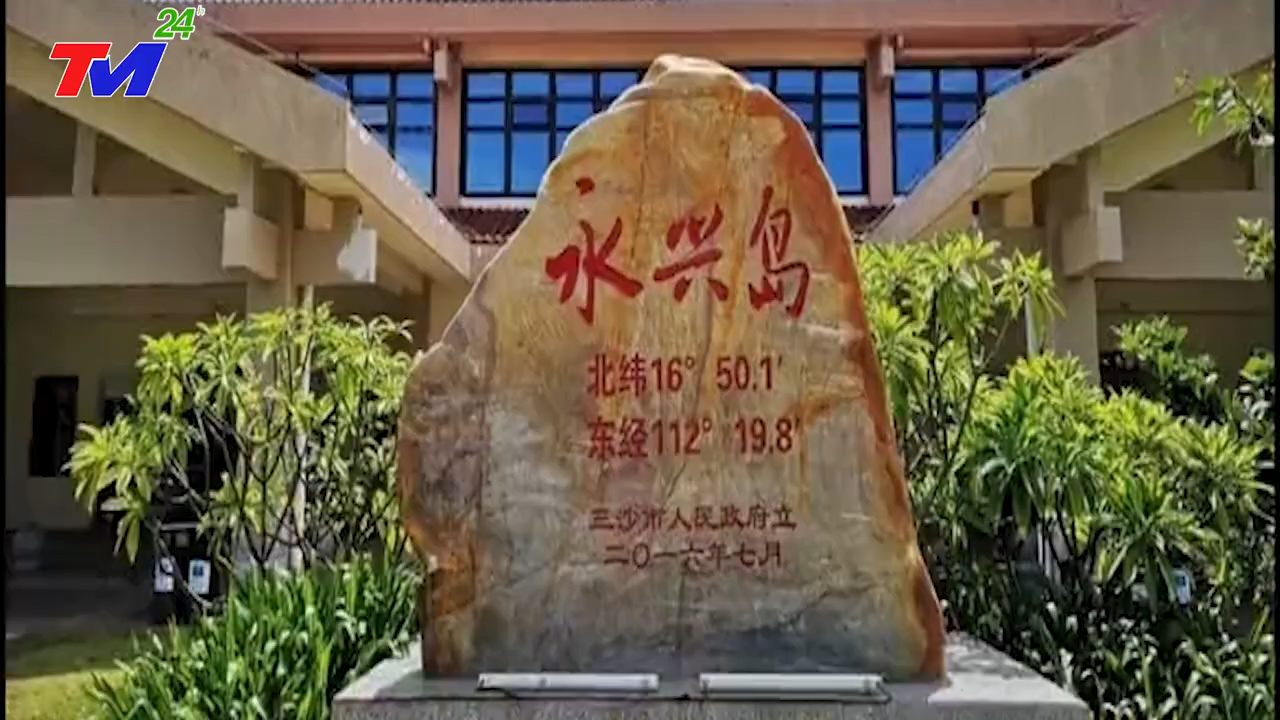 24h
TM
永兴岛
北纬16° 50.1′
东经112° 19.8′
三沙市人民政府立
二〇一六年七月